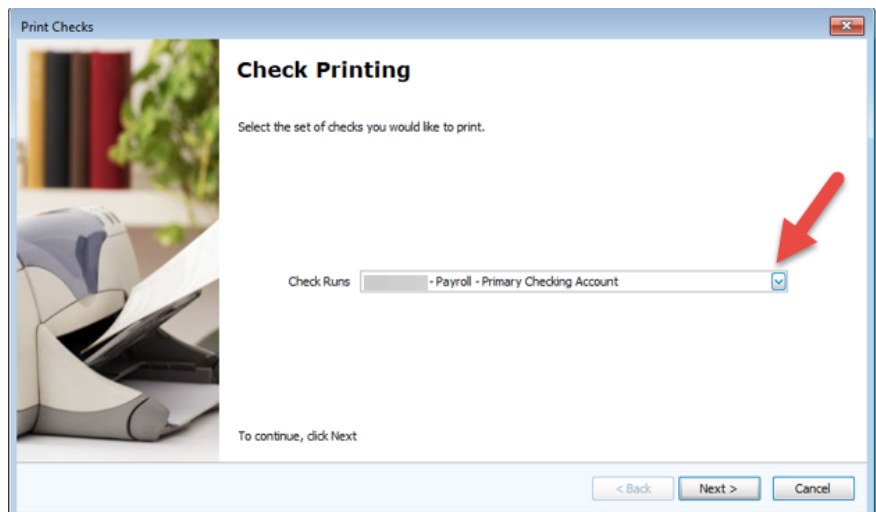 Print Checks
Check Printing
Select the set of checks you would like to print.
Check Runs
- Payroll - Primary Checking Account
To continue, click Next
< Back
Next >
Cancel